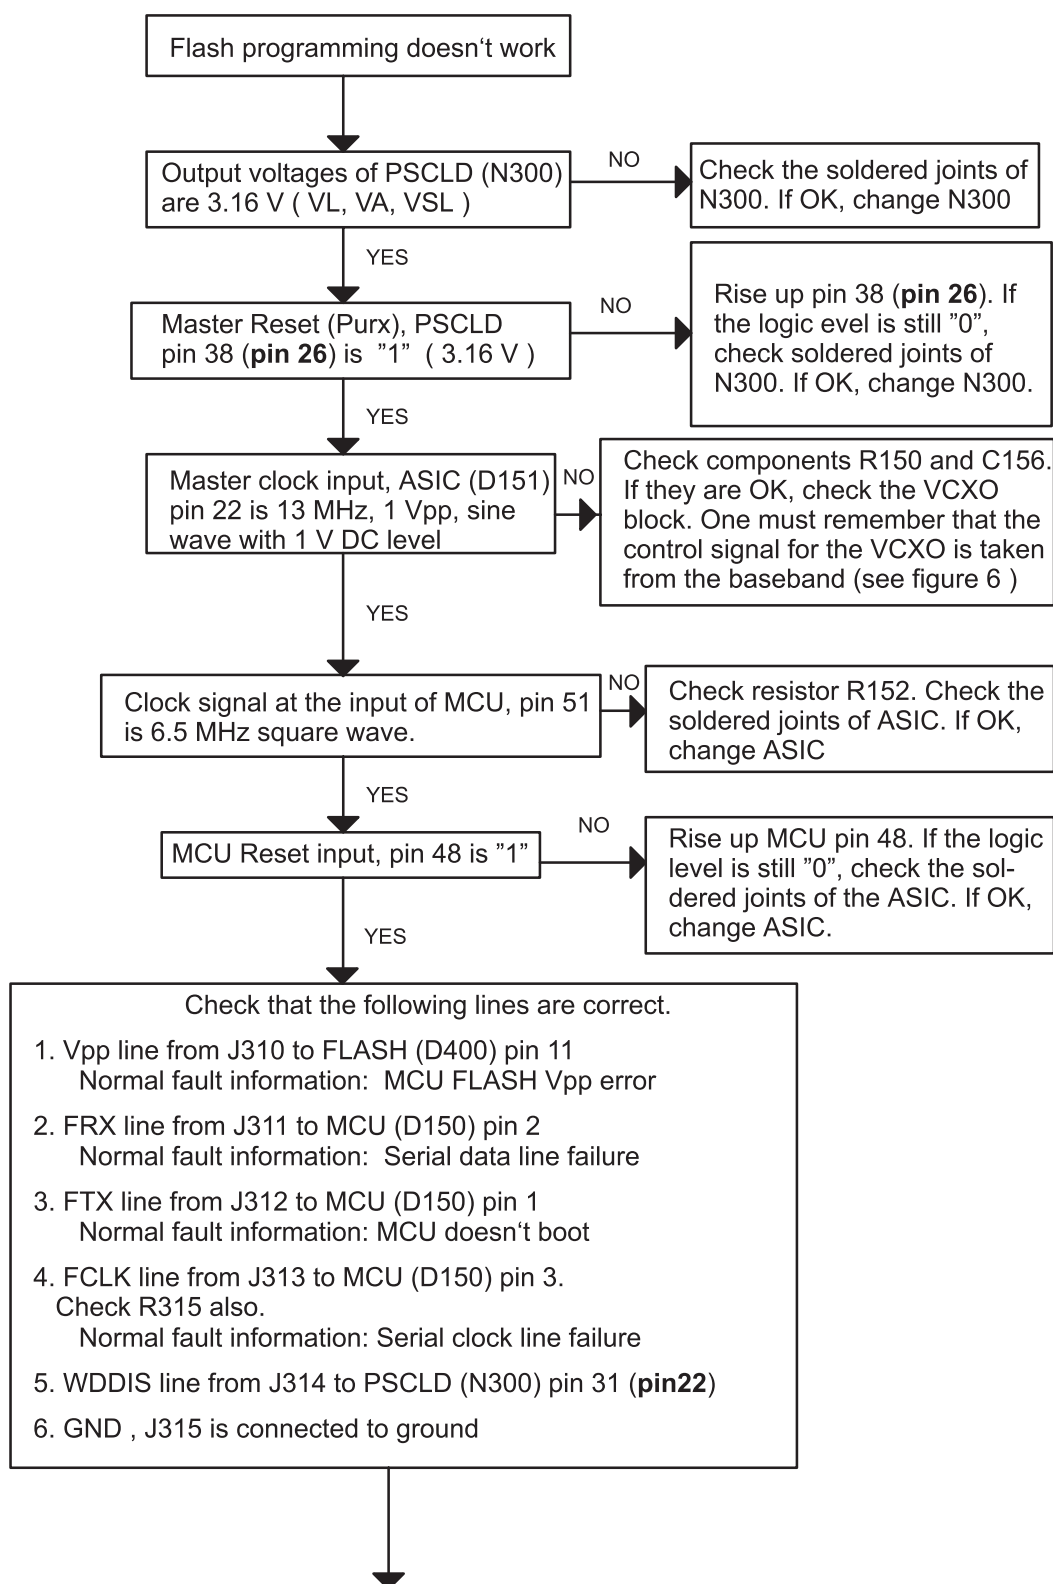 Flash programming doesn‘t work
Output voltages of PSCLD (N300)
are 3.16 V ( VL, VA, VSL )
NO
Check the soldered joints of
N300. If OK, change N300
YES
Master Reset (Purx), PSCLD
pin 38 (pin 26) is ”1” ( 3.16 V )
NO
Rise up pin 38 (pin 26). If
the logic evel is still ”0”,
check soldered joints of
N300. If OK, change N300.
YES
Master clock input, ASIC (D151)
pin 22 is 13 MHz, 1 Vpp, sine
wave with 1 V DC level
NO
Check components R150 and C156.
If they are OK, check the VCXO
block. One must remember that the
control signal for the VCXO is taken
from the baseband (see figure 6 )
YES
Clock signal at the input of MCU, pin 51
is 6.5 MHz square wave.
NO
Check resistor R152. Check the
soldered joints of ASIC. If OK,
change ASIC
YES
MCU Reset input, pin 48 is ”1”
NO
Rise up MCU pin 48. If the logic
level is still ”0”, check the sol-
dered joints of the ASIC. If OK,
change ASIC.
YES
Check that the following lines are correct.
1. Vpp line from J310 to FLASH (D400) pin 11
Normal fault information: MCU FLASH Vpp error
2. FRX line from J311 to MCU (D150) pin 2
Normal fault information: Serial data line failure
3. FTX line from J312 to MCU (D150) pin 1
Normal fault information: MCU doesn‘t boot
4. FCLK line from J313 to MCU (D150) pin 3.
Check R315 also.
Normal fault information: Serial clock line failure
5. WDDIS line from J314 to PSCLD (N300) pin 31 (pin22)
6. GND , J315 is connected to ground